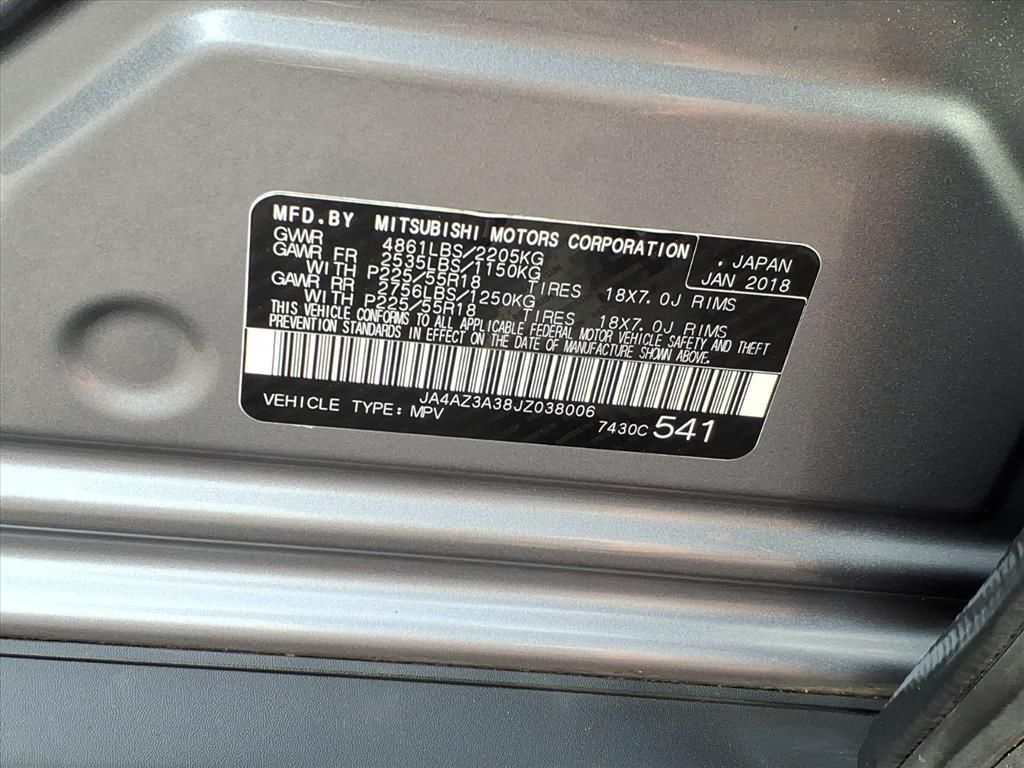 MFD.BY MITSUBISHI MOTORS CORPORATION
GVWR 4861LBS/2205KG
GAWR FR 2535LBS/1150KG
WITH P225/55R18 TIRES 18X7.0J RIMS
GAWR RR 2756LBS/1250KG
WITH P225/55R18 TIRES 18X7.0J RIMS
. JAPAN
JAN 2018
THIS VEHICLE CONFORMS TO ALL APPLICABLE FEDERAL MOTOR VEHICLE SAFETY AND THEFT
PREVENTION STANDARDS IN EFFECT ON THE DATE OF MANUFACTURE SHOWN ABOVE.
JA4AZ3A38JZ038006
VEHICLE TYPE: MPV
7430C 541